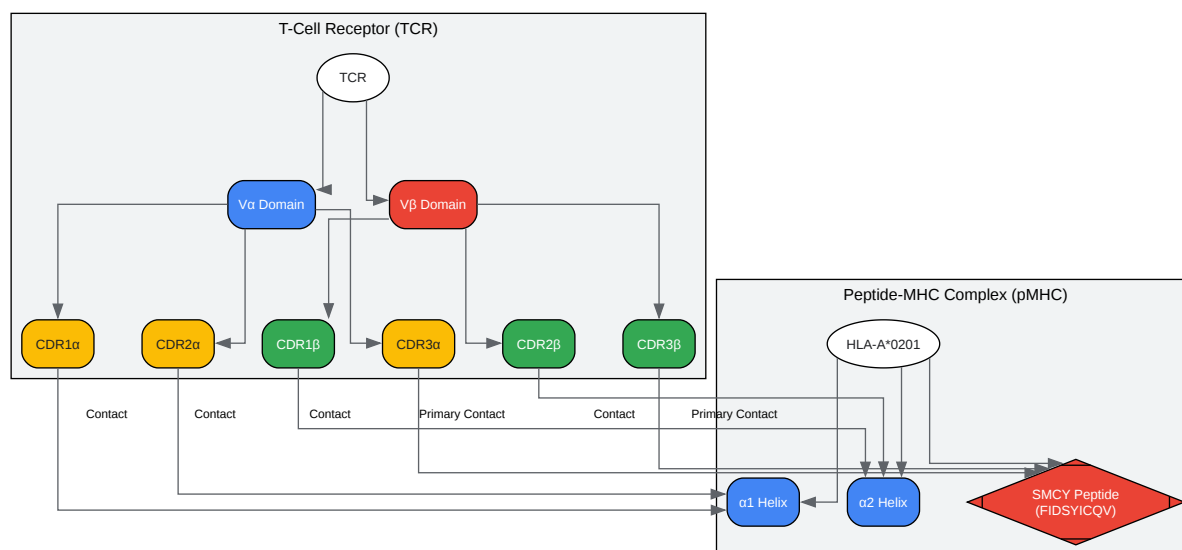 T-Cell Receptor (TCR)
TCR
Vα Domain
Vβ Domain
Peptide-MHC Complex (pMHC)
CDR1α
CDR2α
CDR1β
CDR3α
CDR2β
CDR3β
HLA-A*0201
Contact
Contact
Contact
Primary Contact
Contact
Primary Contact
α1 Helix
α2 Helix
SMCY Peptide
(FIDSYICQV)